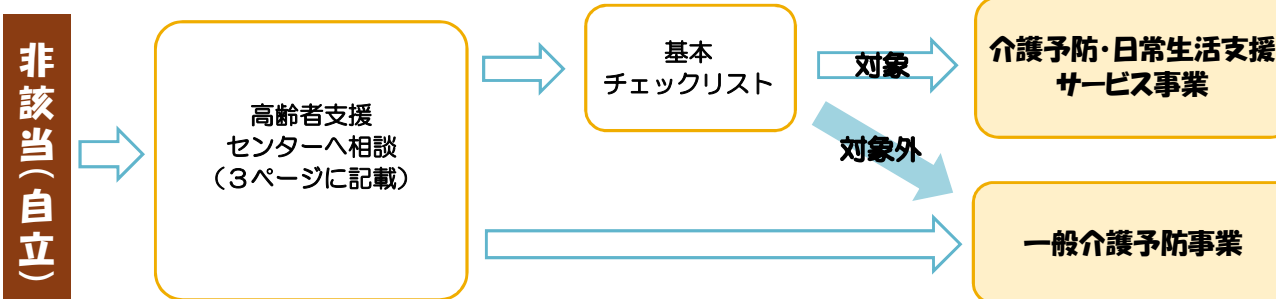 非該当(自立)
高齢者支援
センターへ相談
(3ページに記載)
基本
チェックリスト
対象
対象外
介護予防・日常生活支援
サービス事業
一般介護予防事業